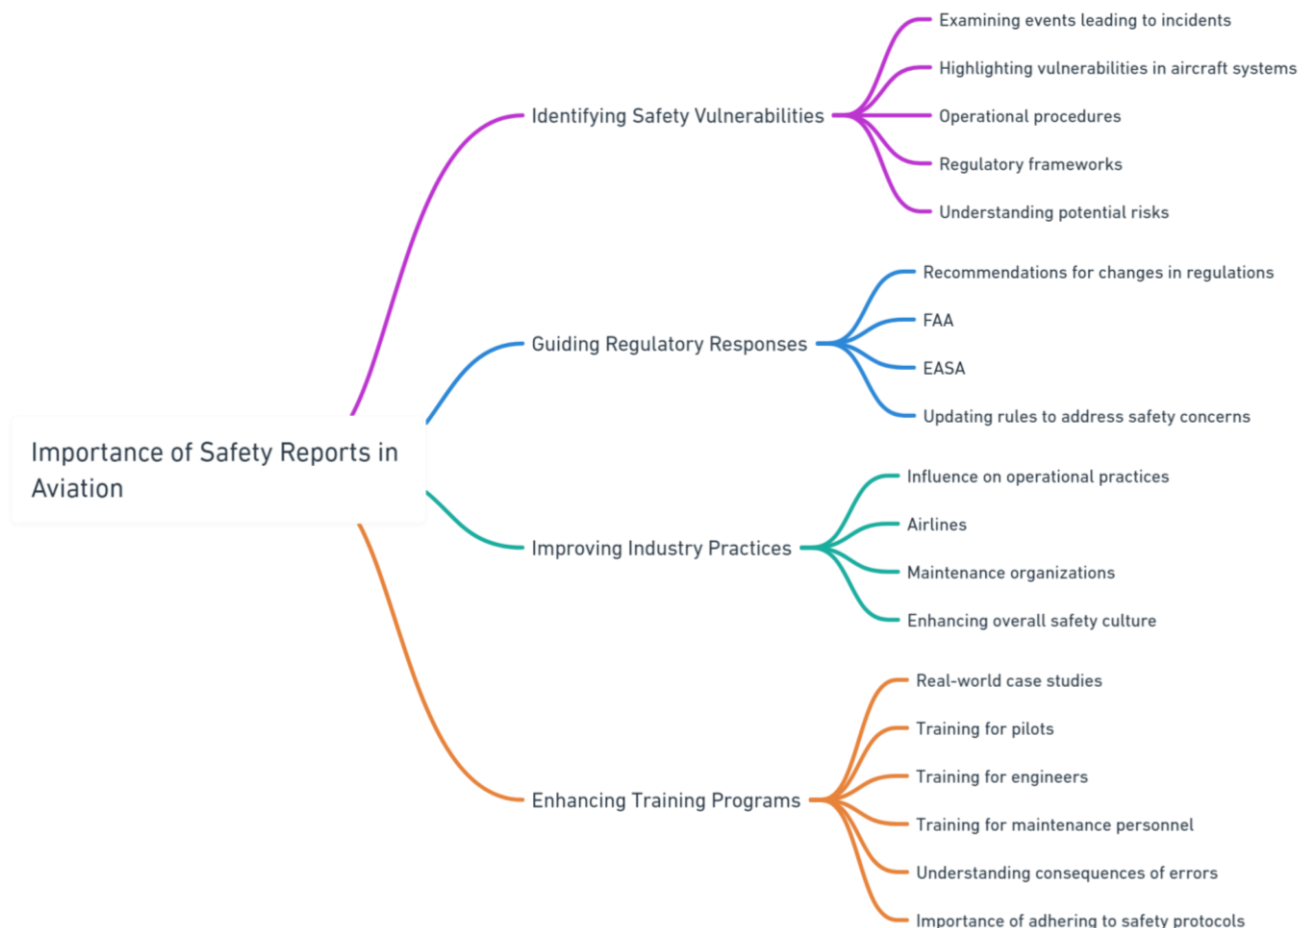 Importance of Safety Reports in
Aviation
Identifying Safety Vulnerabilities
Examining events leading to incidents
Highlighting vulnerabilities in aircraft systems
Operational procedures
Regulatory frameworks
Understanding potential risks
Guiding Regulatory Responses
Recommendations for changes in regulations
FAA
EASA
Updating rules to address safety concerns
Improving Industry Practices
Influence on operational practices
Airlines
Maintenance organizations
Enhancing overall safety culture
Enhancing Training Programs
Real-world case studies
Training for pilots
Training for engineers
Training for maintenance personnel
Understanding consequences of errors
Importance of adhering to safety protocols